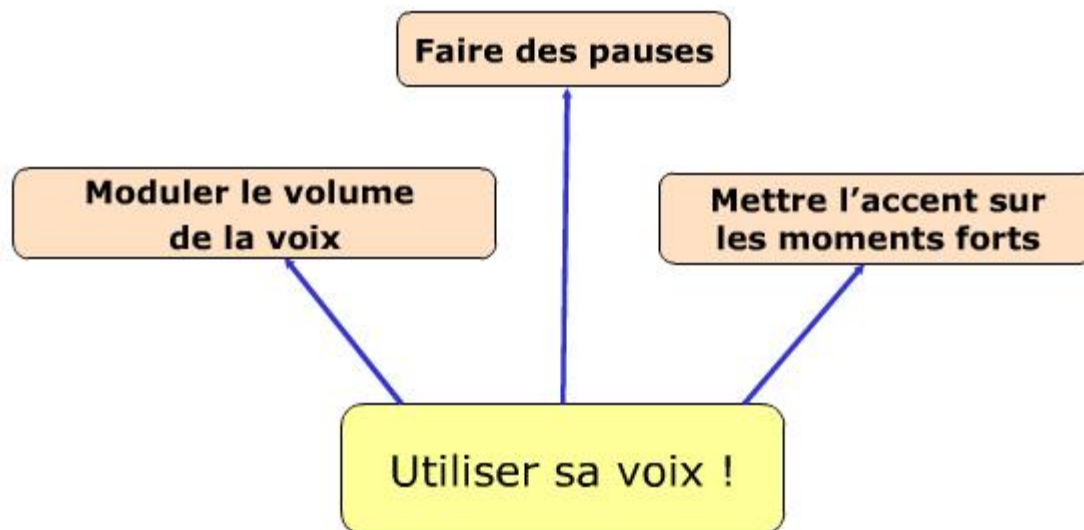 Faire des pauses
Moduler le volume
de la voix
Mettre l’accent sur
les moments forts
Utiliser sa voix !